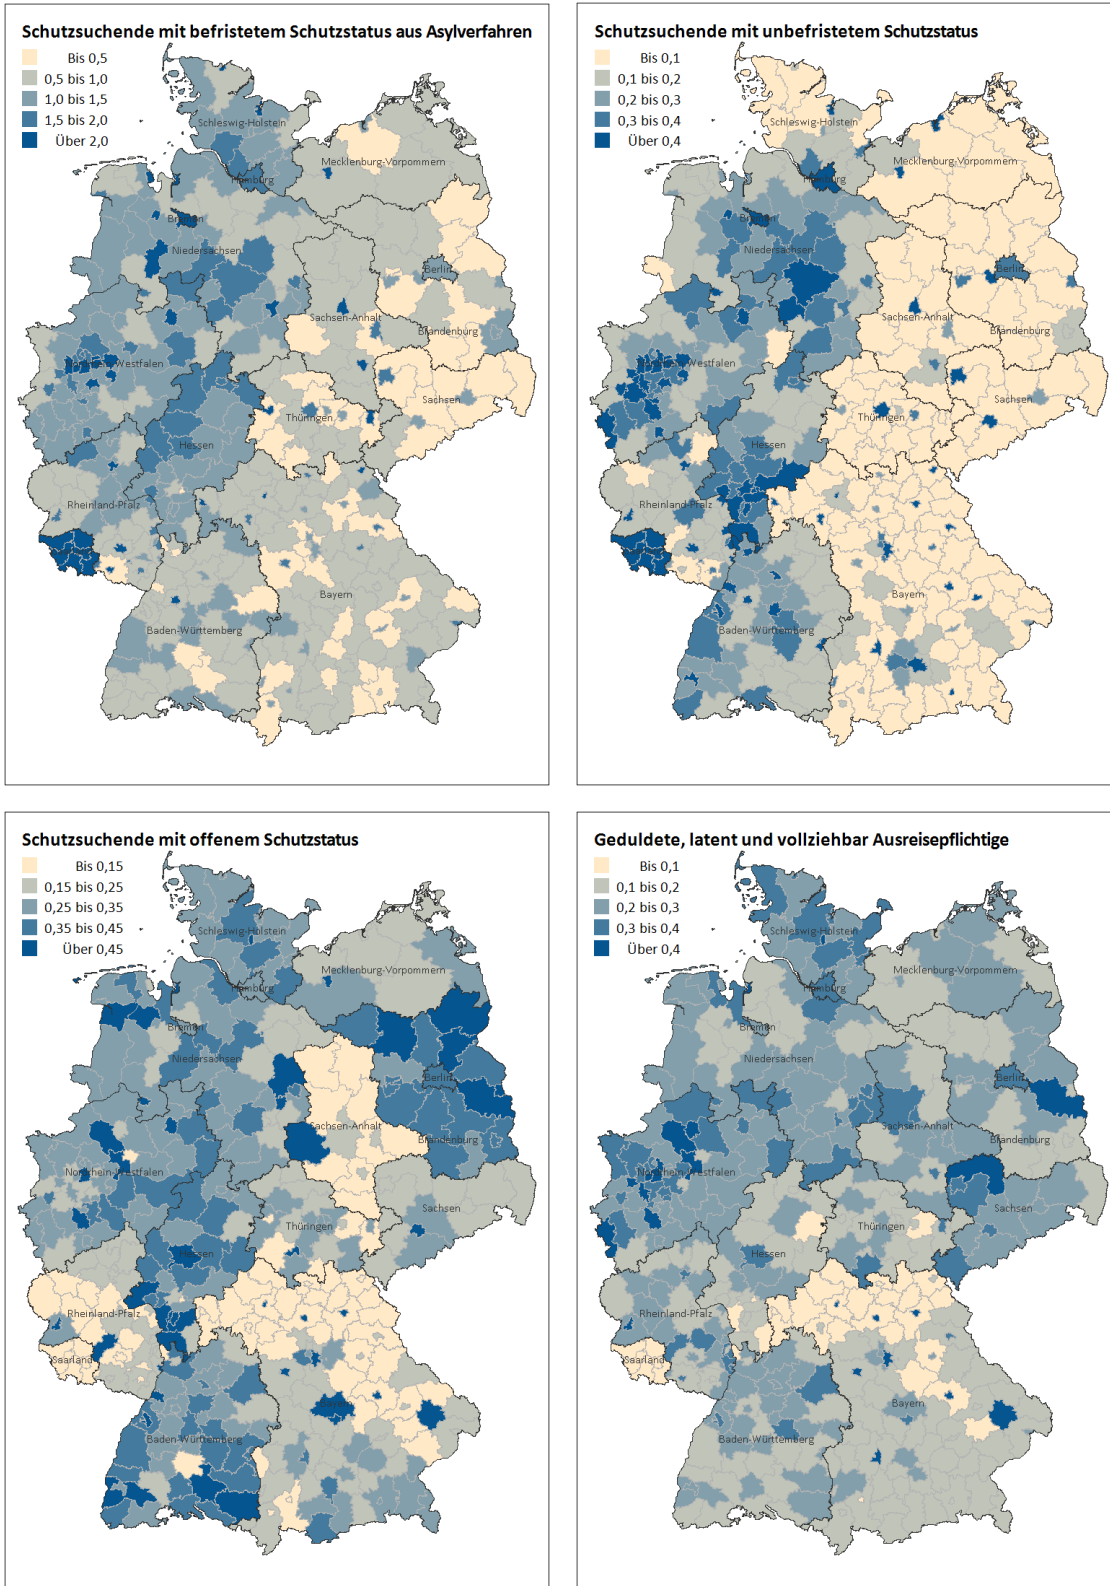 Schutzsuchende mit befristetem Schutzstatus aus Asylverfahren
Bis 0,5
0,5 bis 1,0
1,0 bis 1,5
1,5 bis 2,0
Über 2,0
Schleswig-Holstein
Mecklenburg-Vorpommern
Hamburg
Bremen
Niedersachsen
Berlin
Sachsen-Anhalt
Brandenburg
Nordrhein-Westfalen
Sachsen
Thüringen
Hessen
Rheinland-Pfalz
Bayern
Baden-Württemberg
Schutzsuchende mit unbefristetem Schutzstatus
Bis 0,1
0,1 bis 0,2
0,2 bis 0,3
0,3 bis 0,4
Über 0,4
Schleswig-Holstein
Mecklenburg-Vorpommern
Hamburg
Bremen
Niedersachsen
Berlin
Sachsen-Anhalt
Brandenburg
Nordrhein-Westfalen
Sachsen
Thüringen
Hessen
Rheinland-Pfalz
Bayern
Baden-Württemberg
Schutzsuchende mit offenem Schutzstatus
Bis 0,15
0,15 bis 0,25
0,25 bis 0,35
0,35 bis 0,45
Über 0,45
Schleswig-Holstein
Mecklenburg-Vorpommern
Hamburg
Bremen
Niedersachsen
Berlin
Sachsen-Anhalt
Brandenburg
Nordrhein-Westfalen
Sachsen
Thüringen
Hessen
Rheinland-Pfalz
Saarland
Bayern
Baden-Württemberg
Geduldete, latent und vollziehbar Ausreisepflichtige
Bis 0,1
0,1 bis 0,2
0,2 bis 0,3
0,3 bis 0,4
Über 0,4
Schleswig-Holstein
Mecklenburg-Vorpommern
Hamburg
Bremen
Niedersachsen
Berlin
Sachsen-Anhalt
Brandenburg
Nordrhein-Westfalen
Sachsen
Thüringen
Hessen
Rheinland-Pfalz
Saarland
Bayern
Baden-Württemberg